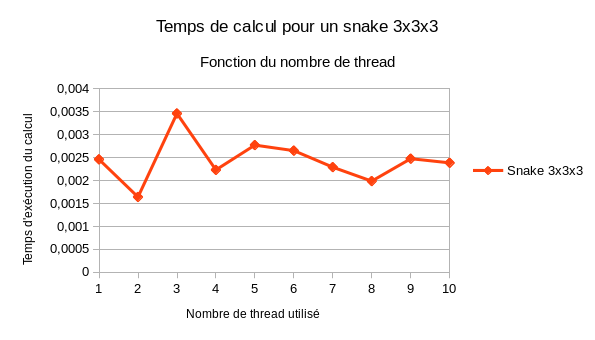 Temps de calcul pour un snake 3x3x3
Fonction du nombre de thread
Temps d'exécution du calcul
0,004
0,0035
0,003
0,0025
0,002
0,0015
0,001
0,0005
0
1 2 3 4 5 6 7 8 9 10
Nombre de thread utilisé
Snake 3x3x3